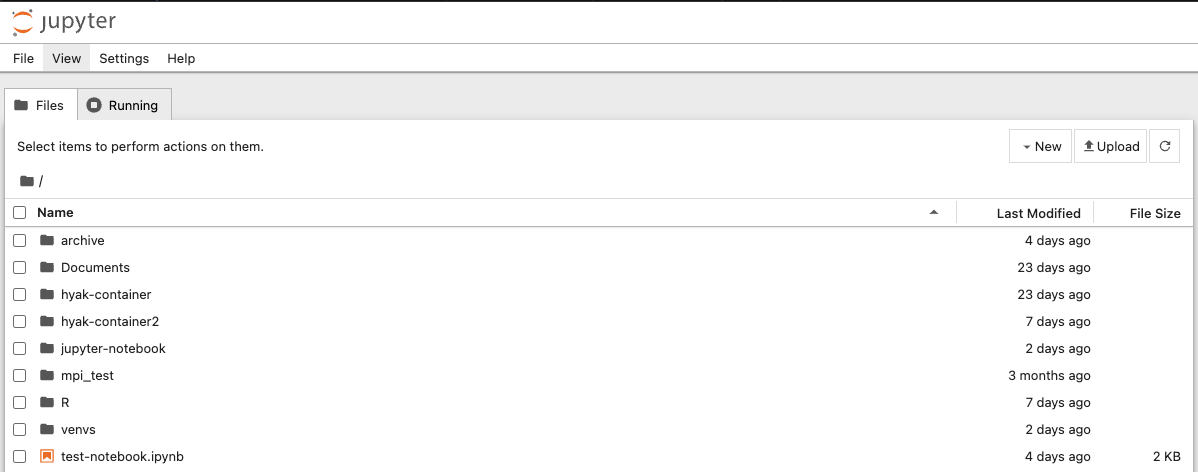 jupyter
File View Settings Help
Files Running
Select items to perform actions on them. New Upload
/
Name Last Modified File Size
archive 4 days ago
Documents 23 days ago
hyak-container 23 days ago
hyak-container2 7 days ago
jupyter-notebook 2 days ago
mpi_test 3 months ago
R 7 days ago
venvs 2 days ago
test-notebook.ipynb 4 days ago 2 KB